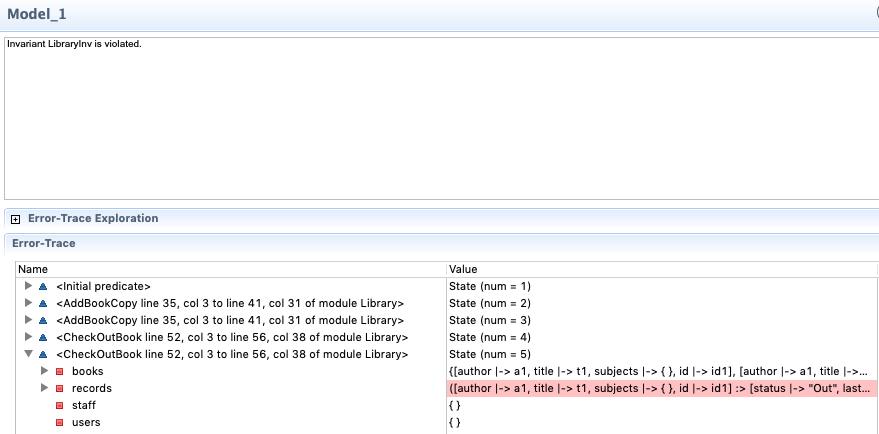 Model_1
Invariant LibraryInv is violated.
Error-Trace Exploration
Error-Trace
Name Value
<Initial predicate> State (num = 1)
<AddBookCopy line 35, col 3 to line 41, col 31 of module Library> State (num = 2)
<AddBookCopy line 35, col 3 to line 41, col 31 of module Library> State (num = 3)
<CheckOutBook line 52, col 3 to line 56, col 38 of module Library> State (num = 4)
<CheckOutBook line 52, col 3 to line 56, col 38 of module Library> State (num = 5)
books {[author |-> a1, title |-> t1, subjects |-> { }, id |-> id1], [author |-> a1, title |->...
records ([author |-> a1, title |-> t1, subjects |-> { }, id |-> id1] :> [status |-> "Out", last...
staff { }
users { }